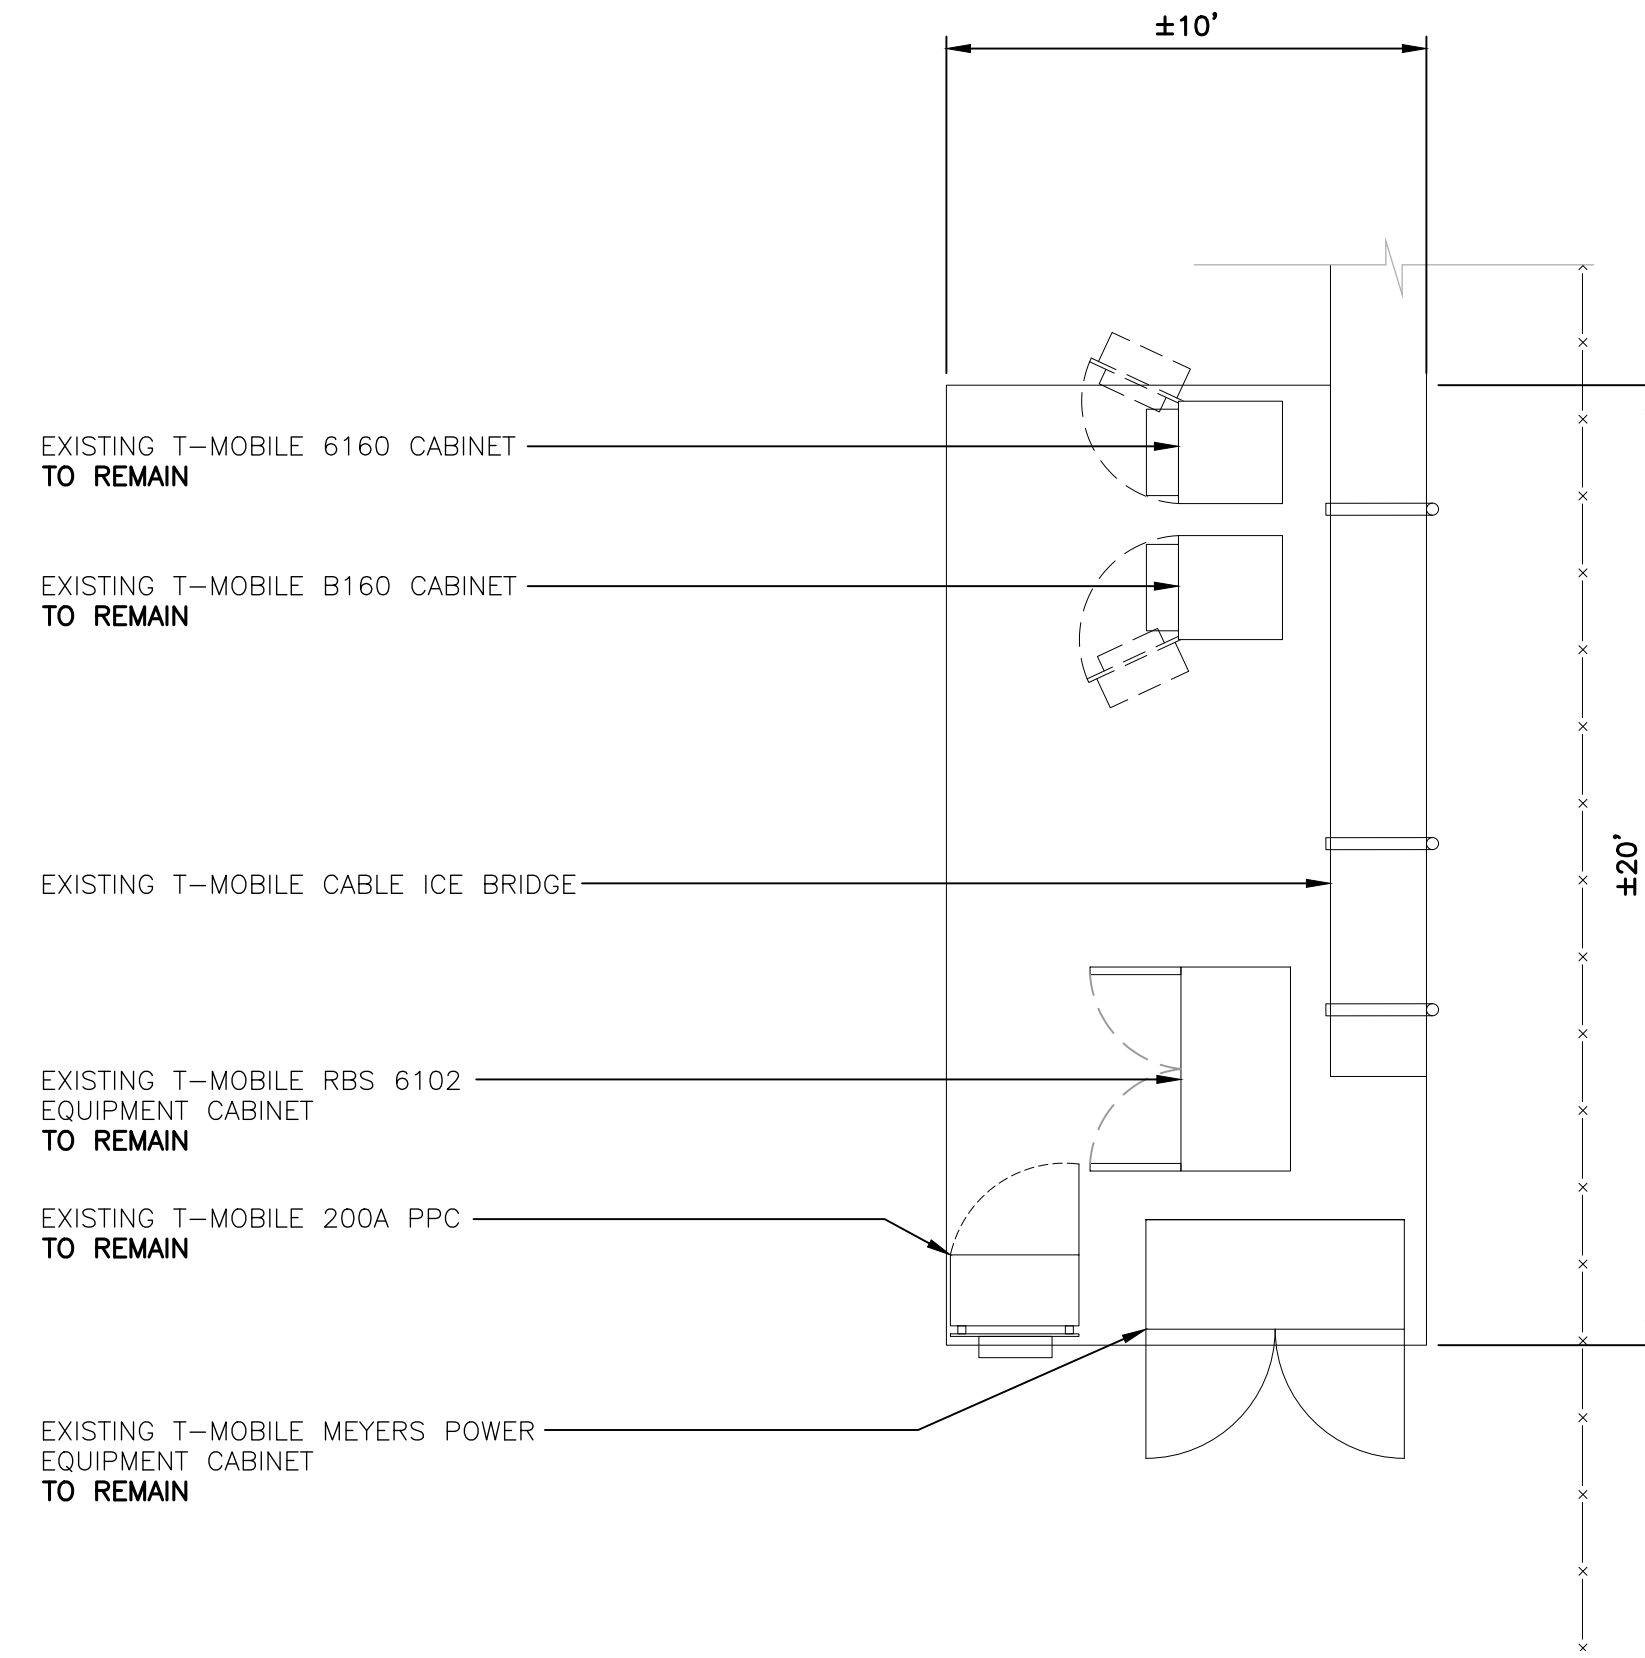 ±10'
EXISTING T-MOBILE 6160 CABINET
TO REMAIN
EXISTING T-MOBILE B160 CABINET
TO REMAIN
±20'
EXISTING T-MOBILE CABLE ICE BRIDGE
EXISTING T-MOBILE RBS 6102
EQUIPMENT CABINET
TO REMAIN
EXISTING T-MOBILE 200A PPC
TO REMAIN
EXISTING T-MOBILE MEYERS POWER
EQUIPMENT CABINET
TO REMAIN